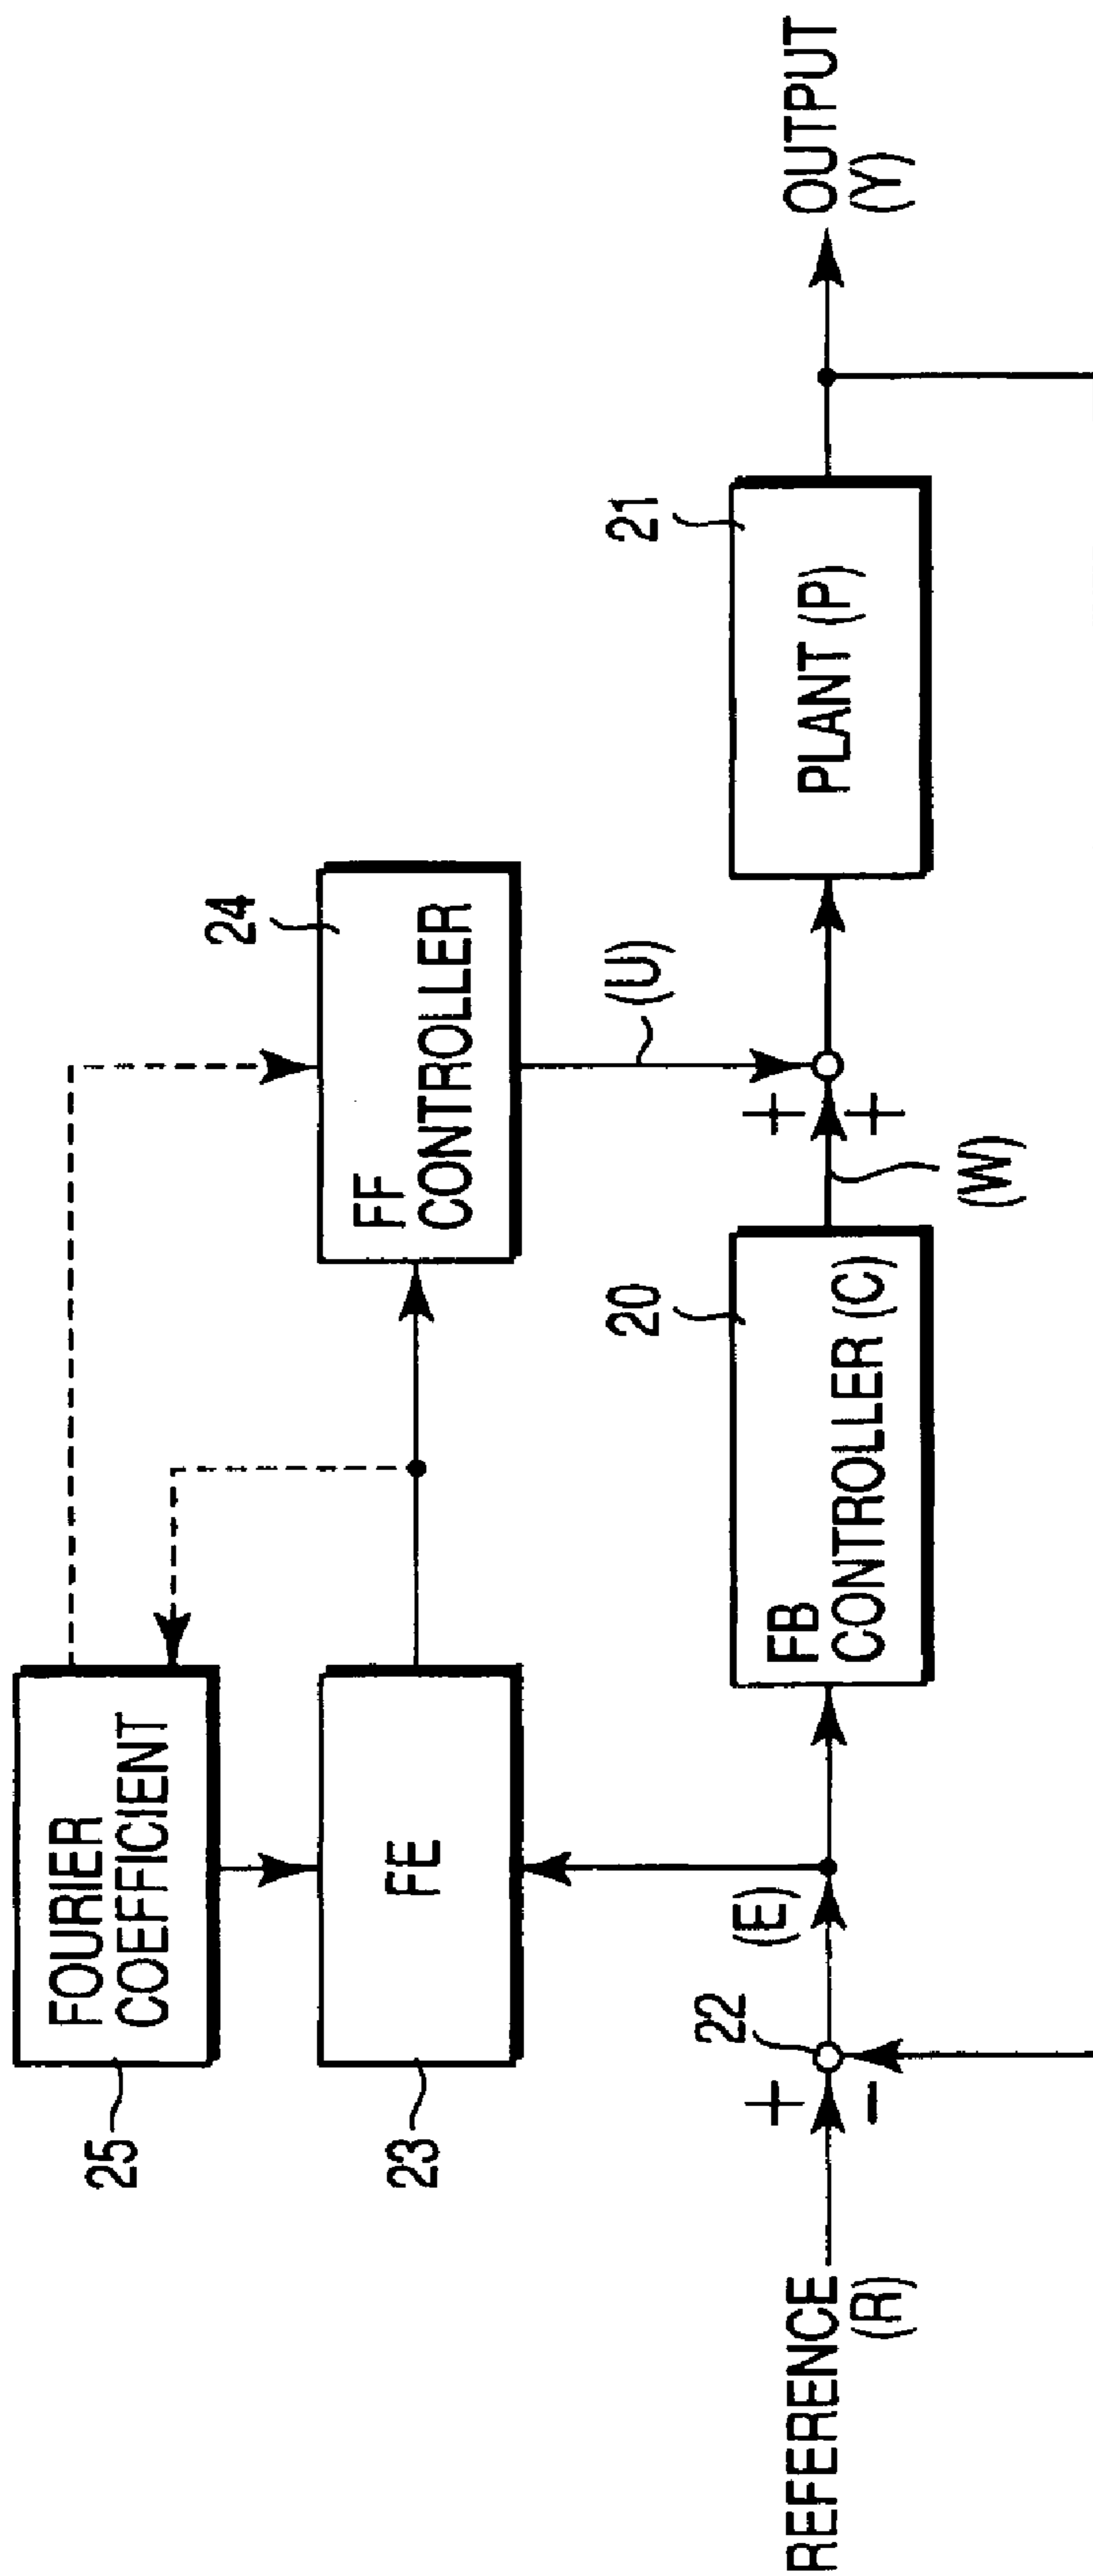 25
FOURIER
COEFFICIENT
24
FF
CONTROLLER
23
FE
(U)
22
(E)
20
21
REFERENCE
(R)
+
-
FB
CONTROLLER (C)
+
+
(W)
PLANT (P)
OUTPUT
(Y)